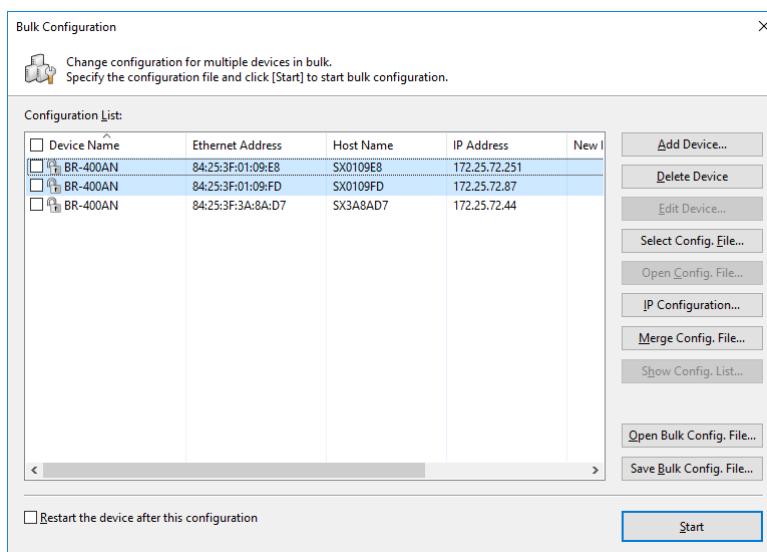 Bulk Configuration
Change configuration for multiple devices in bulk.
Specify the configuration file and click [Start] to start bulk configuration.
Configuration List:
Device Name Ethernet Address Host Name IP Address New I
BR-400AN 84:25:3F:01:09:E8 SX0109E8 172.25.72.251
BR-400AN 84:25:3F:01:09:FD SX0109FD 172.25.72.87
BR-400AN 84:25:3F:3A:8A:D7 SX3A8AD7 172.25.72.44
Add Device...
Delete Device
Edit Device...
Select Config. File...
Open Config. File...
IP Configuration...
Merge Config. File...
Show Config. List...
Open Bulk Config. File...
Save Bulk Config. File...
Restart the device after this configuration
Start